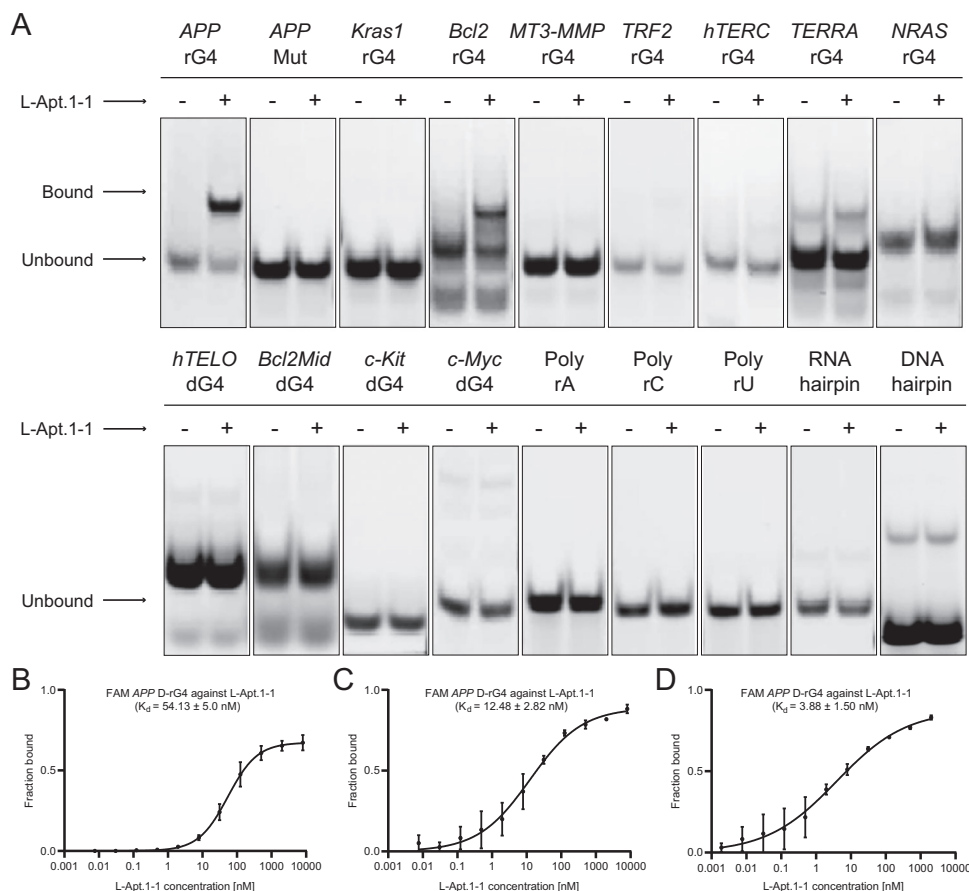 A
APP Apt Kras1 Bcl2 MT3-MMP TRF2 hTERC TERRA NRAS
rG4 Mut rG4 rG4 rG4 rG4 rG4 rG4 rG4
L-Apt.1-1 - + - + - + - + - + - + - + - + - +
Bound
Unbound
hTELO Bcl2Mid c-Kit c-Myc Poly Poly Poly RNA DNA
dG4 dG4 dG4 dG4 rA rC rU hairpin hairpin
L-Apt.1-1 - + - + - + - + - + - + - + - + - +
Unbound
B
FAM APP D-rG4 against L-Apt.1-1
(Kd = 54.13 ± 5.0 nM)
Fraction bound
1.0
0.5
0.0
0.001 0.01 0.1 1 10 100 1000 10000
L-Apt.1-1 concentration [nM]
C
FAM APP D-rG4 against L-Apt.1-1
(Kd = 12.48 ± 2.82 nM)
Fraction bound
1.0
0.5
0.0
0.001 0.01 0.1 1 10 100 1000 10000
L-Apt.1-1 concentration [nM]
D
FAM APP D-rG4 against L-Apt.1-1
(Kd = 3.88 ± 1.50 nM)
Fraction bound
1.0
0.5
0.0
0.001 0.01 0.1 1 10 100 1000 10000
L-Apt.1-1 concentration [nM]